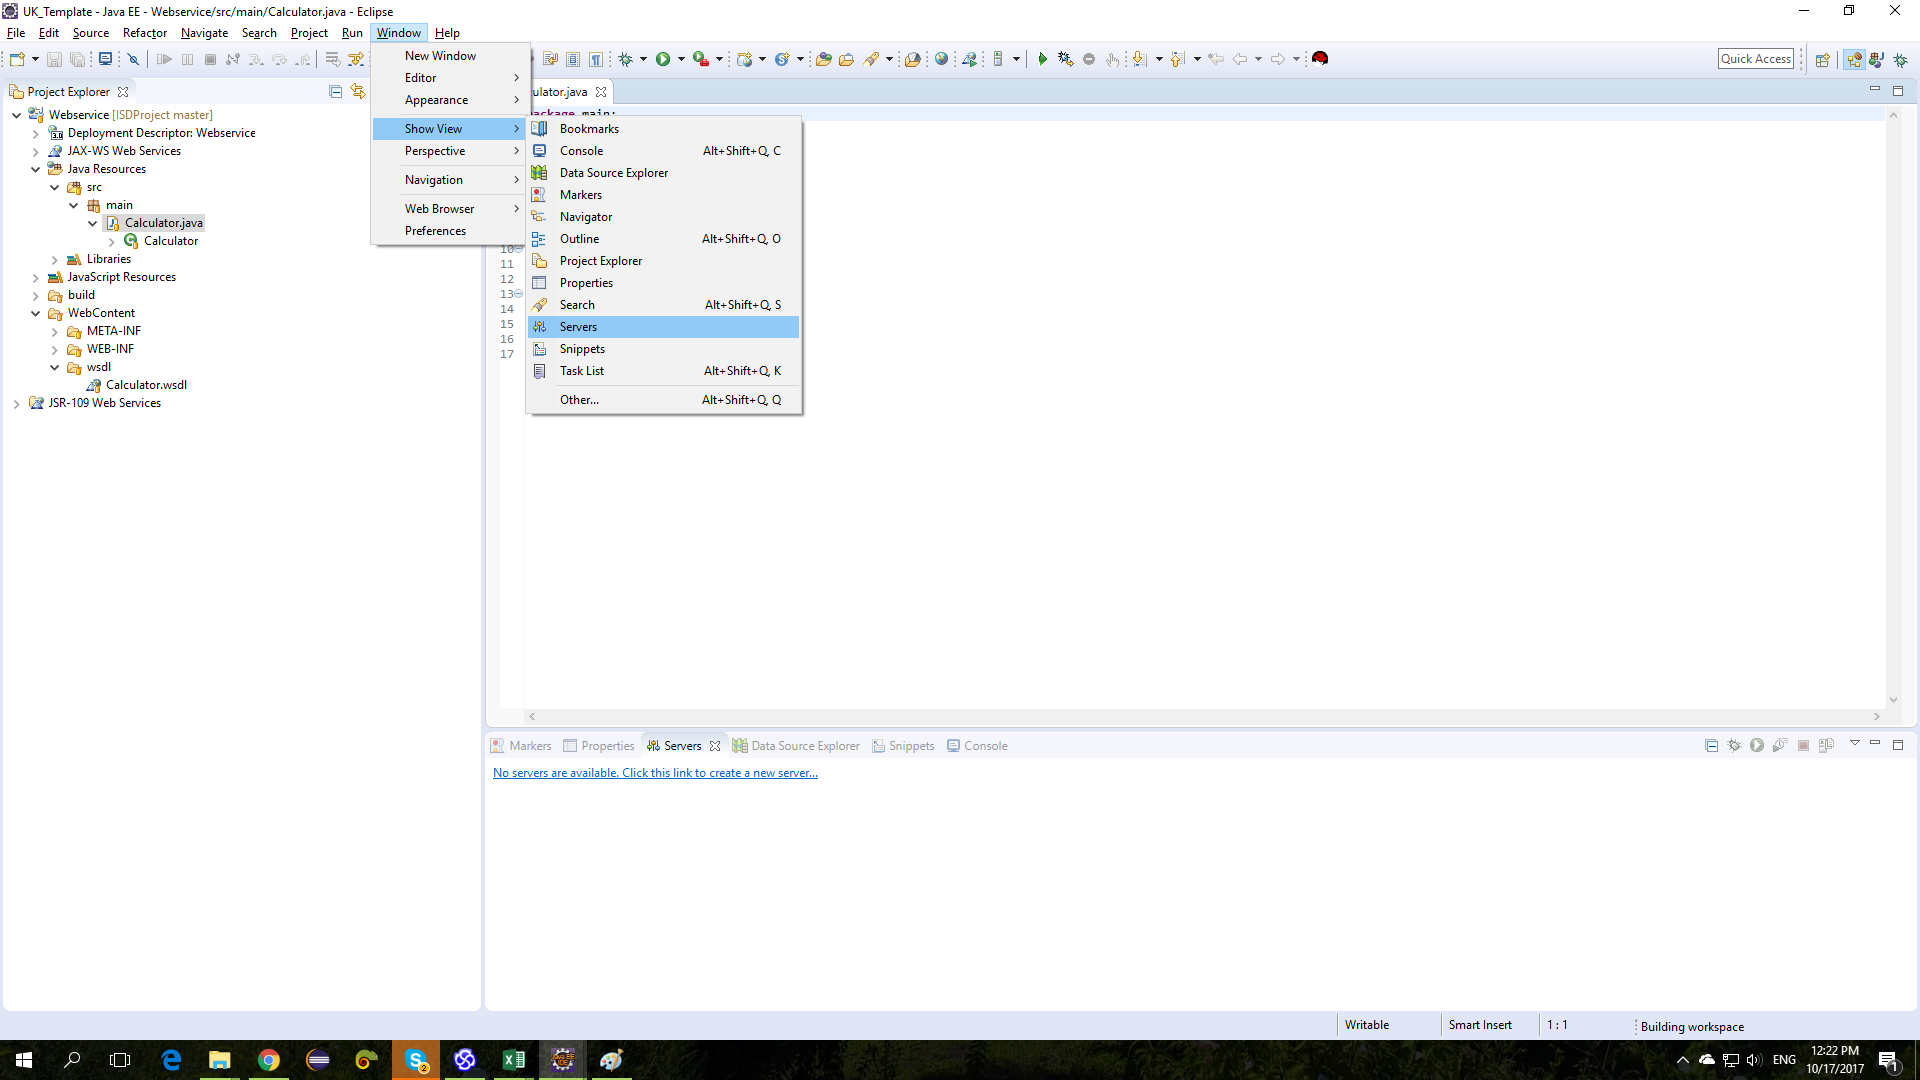 UK_Template - Java EE - Webservice/src/main/Calculator.java - Eclipse
File Edit Source Refactor Navigate Search Project Run Window Help
Quick Access
Project Explorer
Webservice [ISDProject master]
Deployment Descriptor: Webservice
JAX-WS Web Services
Java Resources
src
main
Calculator.java
Calculator
Libraries
JavaScript Resources
build
WebContent
META-INF
WEB-INF
wsdl
Calculator.wsdl
JSR-109 Web Services
New Window
Editor
Appearance
Show View
Perspective
Navigation
Web Browser
Preferences
ulator.java
package main;
Bookmarks
Console Alt+Shift+Q, C
Data Source Explorer
Markers
Navigator
Outline Alt+Shift+Q, O
Project Explorer
Properties
Search Alt+Shift+Q, S
Servers
Snippets
Task List Alt+Shift+Q, K
Other... Alt+Shift+Q, Q
10
11
12
13
14
15
16
17
Markers Properties Servers Data Source Explorer Snippets Console
No servers are available. Click this link to create a new server...
Writable Smart Insert 1 : 1 Building workspace
ENG 12:22 PM
10/17/2017